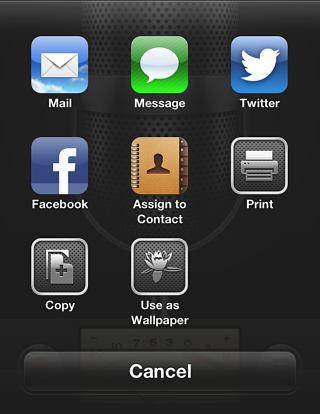 Mail
Message
Twitter
Facebook
Assign to
Contact
Print
Copy
Use as
Wallpaper
Cancel